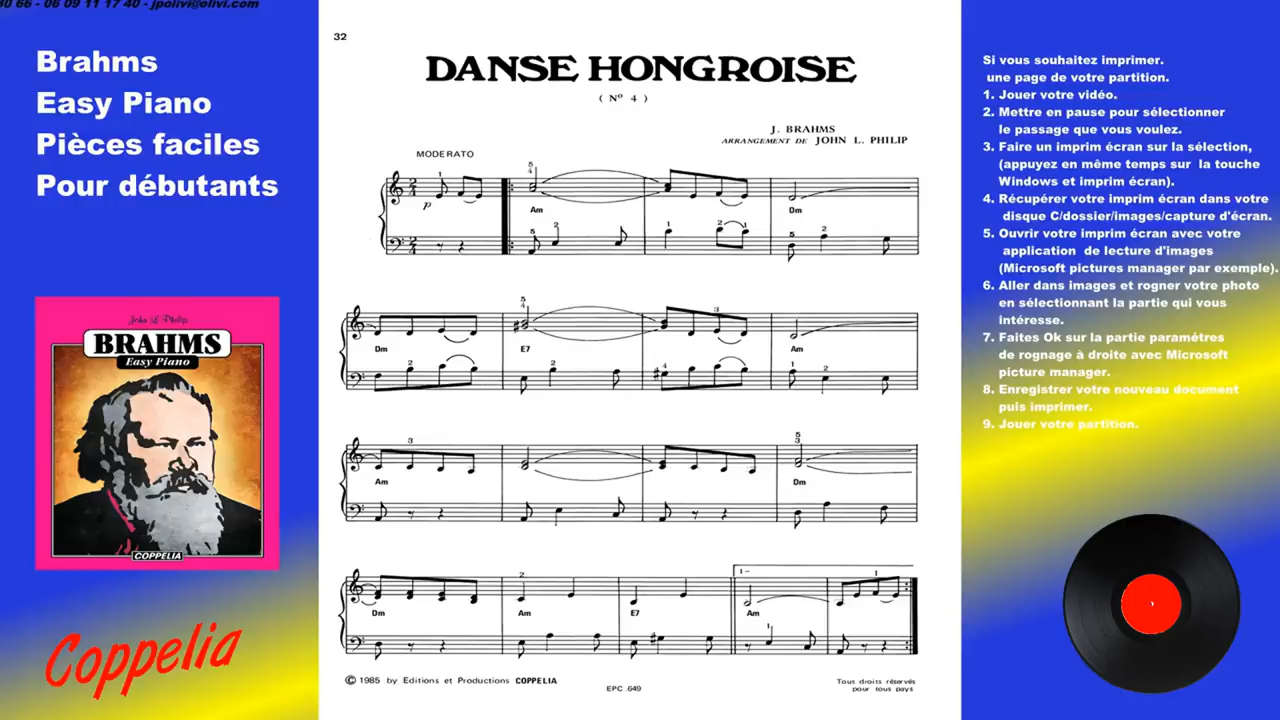 30 66 - 06 09 11 17 40 - jpolivi@olivi.com
Brahms
Easy Piano
Pièces faciles
Pour débutants
John L Philip
BRAHMS
Easy Piano
COPPELIA
Coppelia
32
DANSE HONGROISE
( Nº 4 )
J. BRAHMS
ARRANGEMENT DE JOHN L. PHILIP
MODERATO
p
Am
Dm
Dm
E7
Am
Am
Dm
Dm
Am
E7
1-
Am
© 1985 by Editions et Productions COPPELIA
EPC 649
Tous droits réservés
pour tous pays
Si vous souhaitez imprimer.
une page de votre partition.
1. Jouer votre vidéo.
2. Mettre en pause pour sélectionner
le passage que vous voulez.
3. Faire un imprim écran sur la sélection,
(appuyez en même temps sur la touche
Windows et imprim écran).
4. Récupérer votre imprim écran dans votre
disque C/dossier/images/capture d'écran.
5. Ouvrir votre imprim écran avec votre
application de lecture d'images
(Microsoft pictures manager par exemple).
6. Aller dans images et rogner votre photo
en sélectionnant la partie qui vous
intéresse.
7. Faites Ok sur la partie paramétres
de rognage à droite avec Microsoft
picture manager.
8. Enregistrer votre nouveau document
puis imprimer.
9. Jouer votre partition.